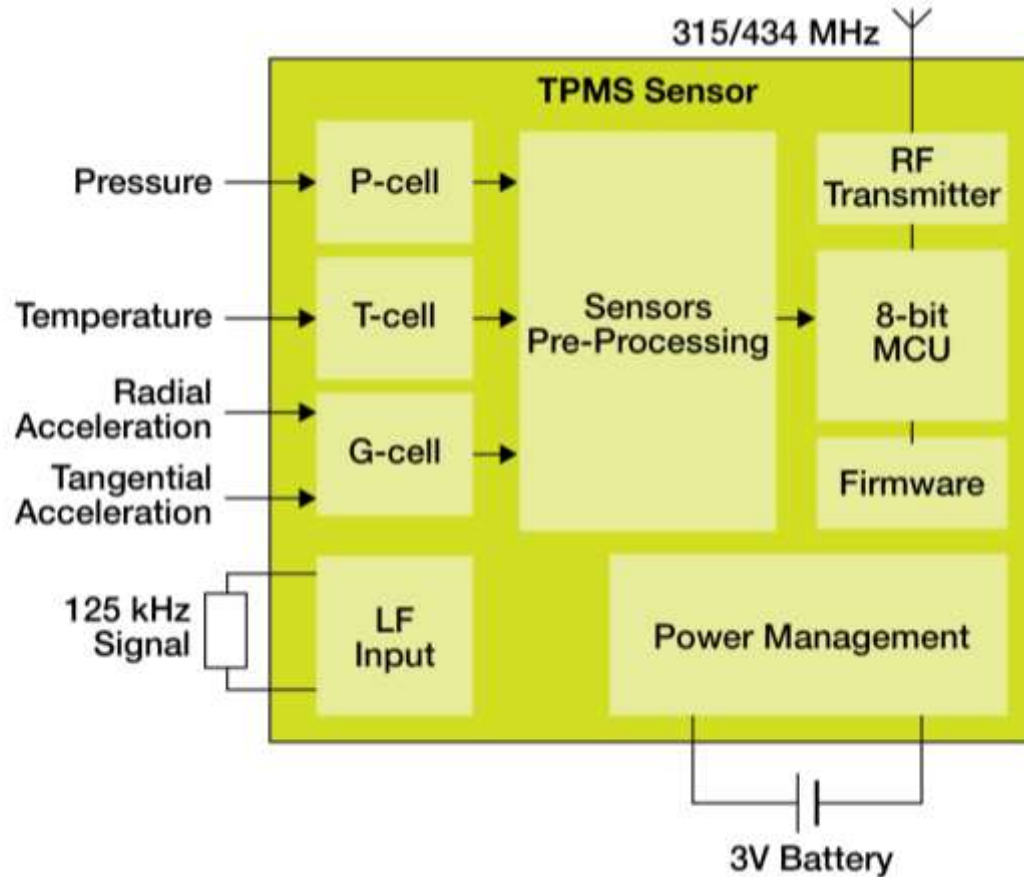 315/434 MHz
TPMS Sensor
Pressure
P-cell
Temperature
T-cell
Radial
Acceleration
Tangential
Acceleration
G-cell
Sensors
Pre-Processing
RF
Transmitter
8-bit
MCU
Firmware
125 kHz
Signal
LF
Input
Power Management
3V Battery